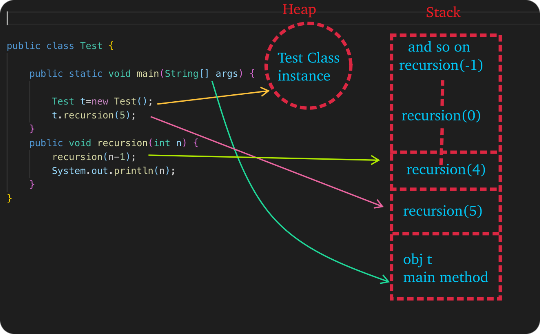 Heap
Stack
public class Test {
public static void main(String[] args) {
Test t=new Test();
t.recursion(5);
}
public void recursion(int n) {
recursion(n-1);
System.out.println(n);
}
}
Test Class
instance
and so on
recursion(-1)
recursion(0)
recursion(4)
recursion(5)
obj t
main method